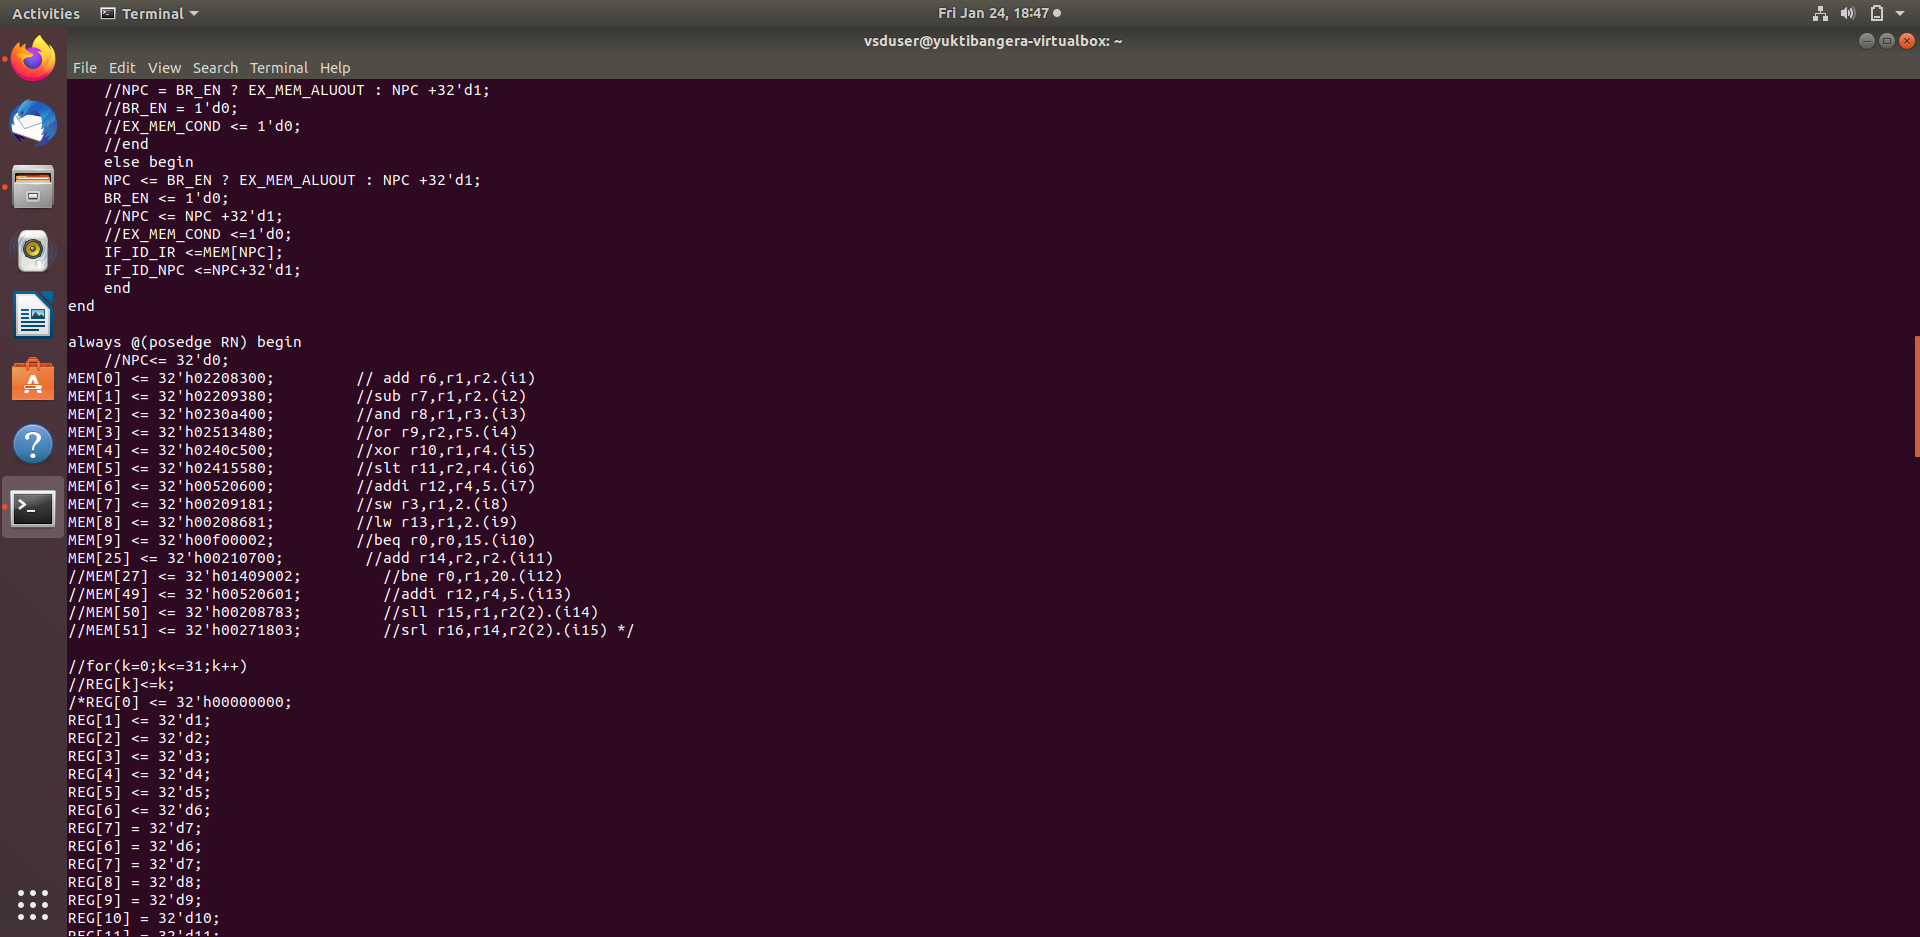 Activities Terminal Fri Jan 24, 18:47
vsduser@yuktibangera-virtualbox: ~
File Edit View Search Terminal Help
//NPC = BR_EN ? EX_MEM_ALUOUT : NPC +32'd1;
//BR_EN = 1'd0;
//EX_MEM_COND <= 1'd0;
//end
else begin
NPC <= BR_EN ? EX_MEM_ALUOUT : NPC +32'd1;
BR_EN <= 1'd0;
//NPC <= NPC +32'd1;
//EX_MEM_COND <=1'd0;
IF_ID_IR <=MEM[NPC];
IF_ID_NPC <=NPC+32'd1;
end
end
always @(posedge RN) begin
//NPC<= 32'd0;
MEM[0] <= 32'h02208300; // add r6,r1,r2.(i1)
MEM[1] <= 32'h02209380; //sub r7,r1,r2.(i2)
MEM[2] <= 32'h0230a400; //and r8,r1,r3.(i3)
MEM[3] <= 32'h02513480; //or r9,r2,r5.(i4)
MEM[4] <= 32'h0240c500; //xor r10,r1,r4.(i5)
MEM[5] <= 32'h02415580; //slt r11,r2,r4.(i6)
MEM[6] <= 32'h00520600; //addi r12,r4,5.(i7)
MEM[7] <= 32'h00209181; //sw r3,r1,2.(i8)
MEM[8] <= 32'h00208681; //lw r13,r1,2.(i9)
MEM[9] <= 32'h00f00002; //beq r0,r0,15.(i10)
MEM[25] <= 32'h00210700; //add r14,r2,r2.(i11)
//MEM[27] <= 32'h01409002; //bne r0,r1,20.(i12)
//MEM[49] <= 32'h00520601; //addi r12,r4,5.(i13)
//MEM[50] <= 32'h00208783; //sll r15,r1,r2(2).(i14)
//MEM[51] <= 32'h00271803; //srl r16,r14,r2(2).(i15) */
//for(k=0;k<=31;k++)
//REG[k]<=k;
/*REG[0] <= 32'h00000000;
REG[1] <= 32'd1;
REG[2] <= 32'd2;
REG[3] <= 32'd3;
REG[4] <= 32'd4;
REG[5] <= 32'd5;
REG[6] <= 32'd6;
REG[7] = 32'd7;
REG[6] = 32'd6;
REG[7] = 32'd7;
REG[8] = 32'd8;
REG[9] = 32'd9;
REG[10] = 32'd10;
REG[11] = 32'd11;